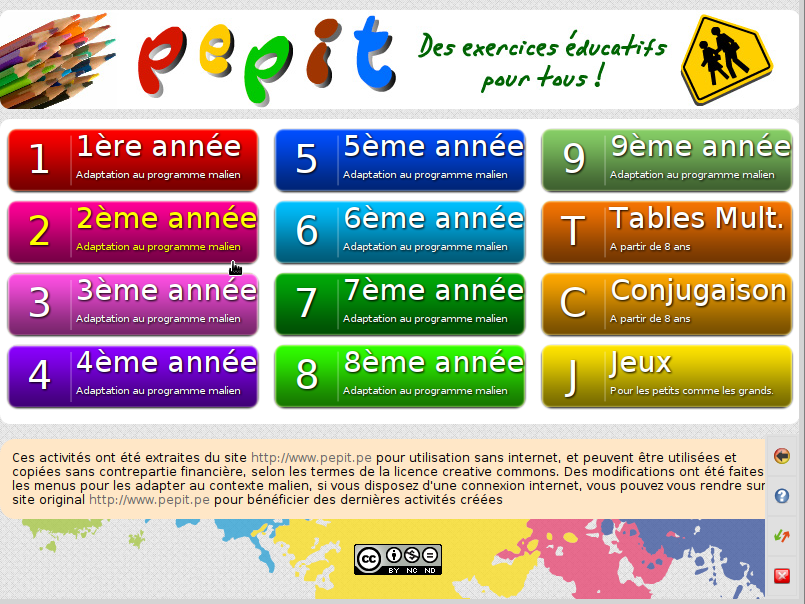 pepit
Des exercices éducatifs
pour tous !
1 1ère année
Adaptation au programme malien
2 2ème année
Adaptation au programme malien
3 3ème année
Adaptation au programme malien
4 4ème année
Adaptation au programme malien
5 5ème année
Adaptation au programme malien
6 6ème année
Adaptation au programme malien
7 7ème année
Adaptation au programme malien
8 8ème année
Adaptation au programme malien
9 9ème année
Adaptation au programme malien
T Tables Mult.
A partir de 8 ans
C Conjugaison
A partir de 8 ans
J Jeux
Pour les petits comme les grands.
Ces activités ont été extraites du site http://www.pepit.pe pour utilisation sans internet, et peuvent être utilisées et
copiées sans contrepartie financière, selon les termes de la licence creative commons. Des modifications ont été faites
les menus pour les adapter au contexte malien, si vous disposez d'une connexion internet, vous pouvez vous rendre sur
site original http://www.pepit.pe pour bénéficier des dernières activités créées
cc
BY NC ND